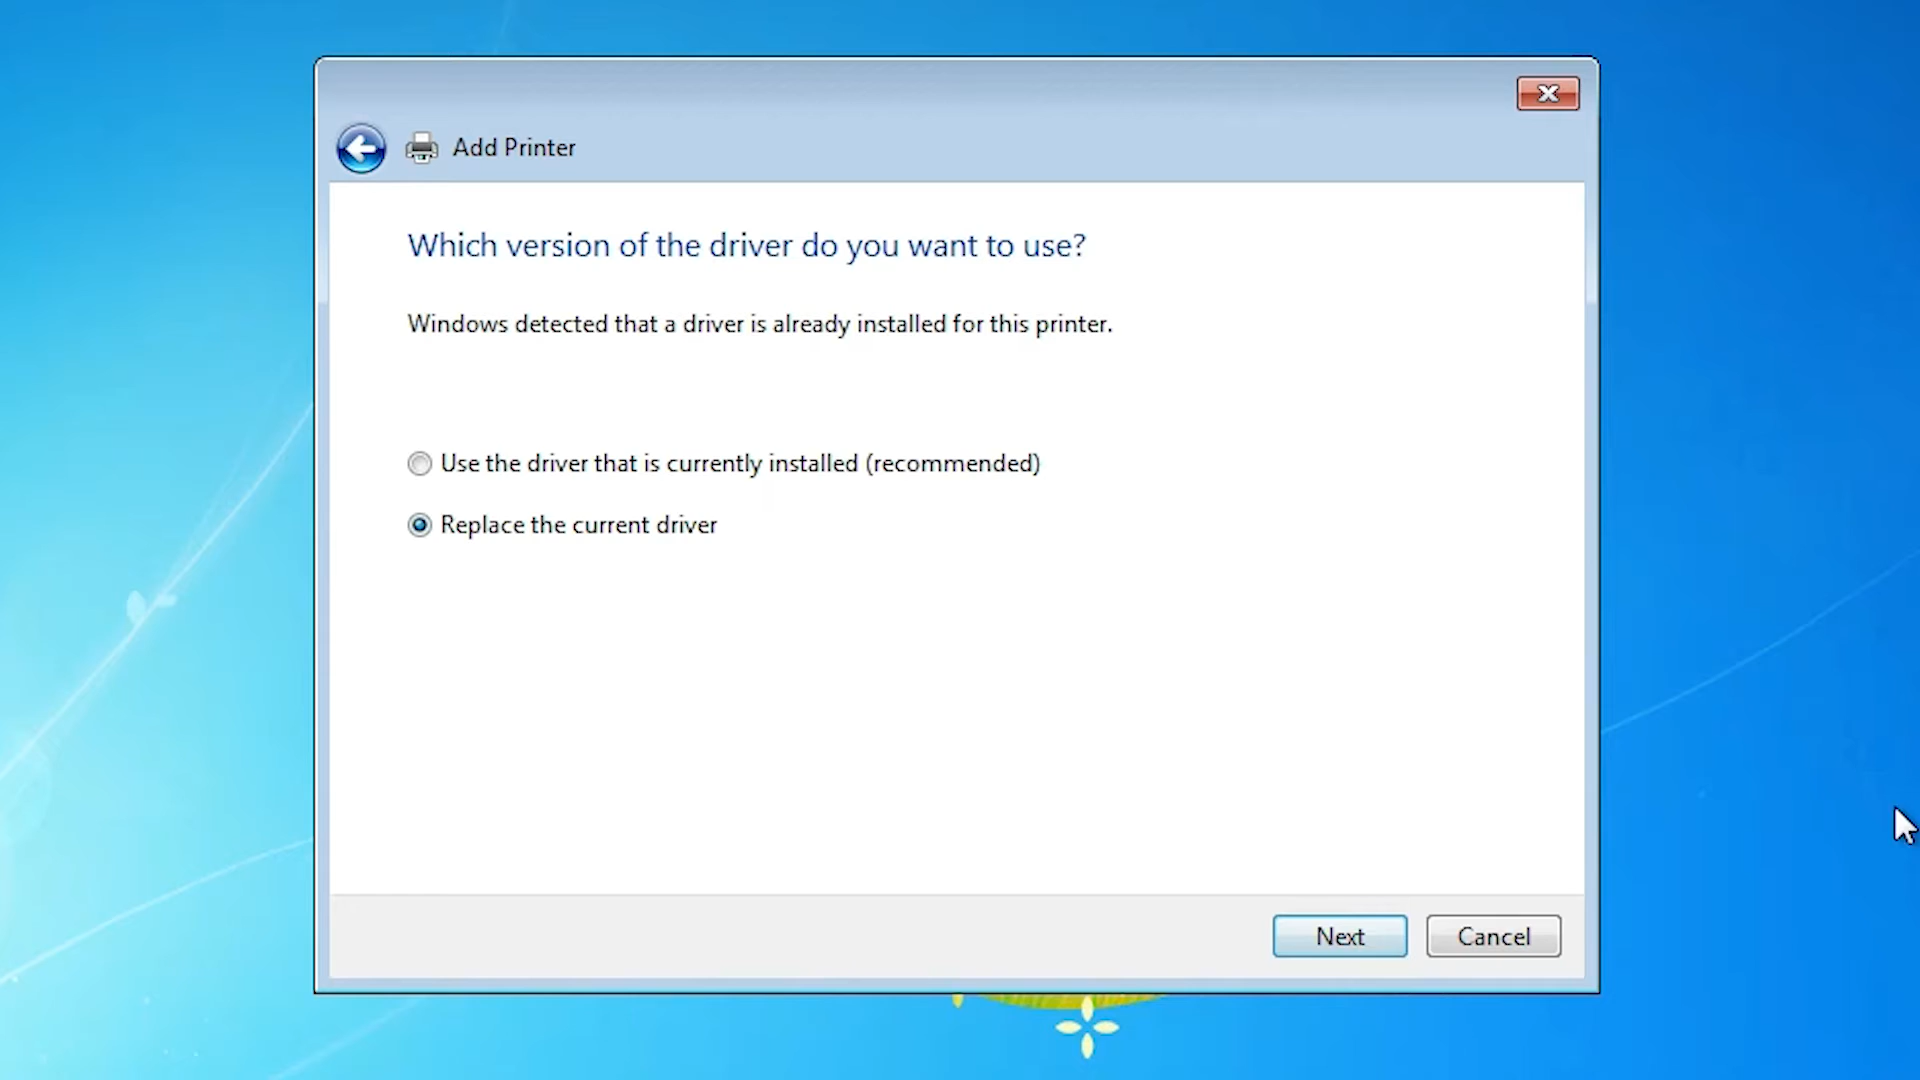 Add Printer
Which version of the driver do you want to use?
Windows detected that a driver is already installed for this printer.
Use the driver that is currently installed (recommended)
Replace the current driver
Next
Cancel